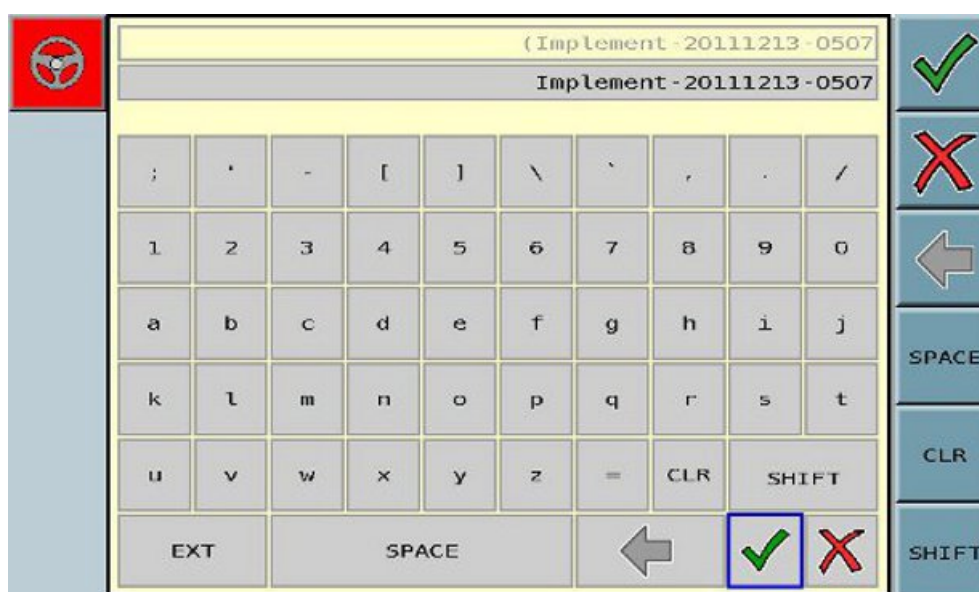 (Implement-20111213-0507
Implement-20111213-0507
; ' - [ ] \ ` , . /
1 2 3 4 5 6 7 8 9 0
a b c d e f g h i j
k l m n o p q r s t
u v w x y z = CLR SHIFT
EXT SPACE
SPACE
CLR
SHIFT